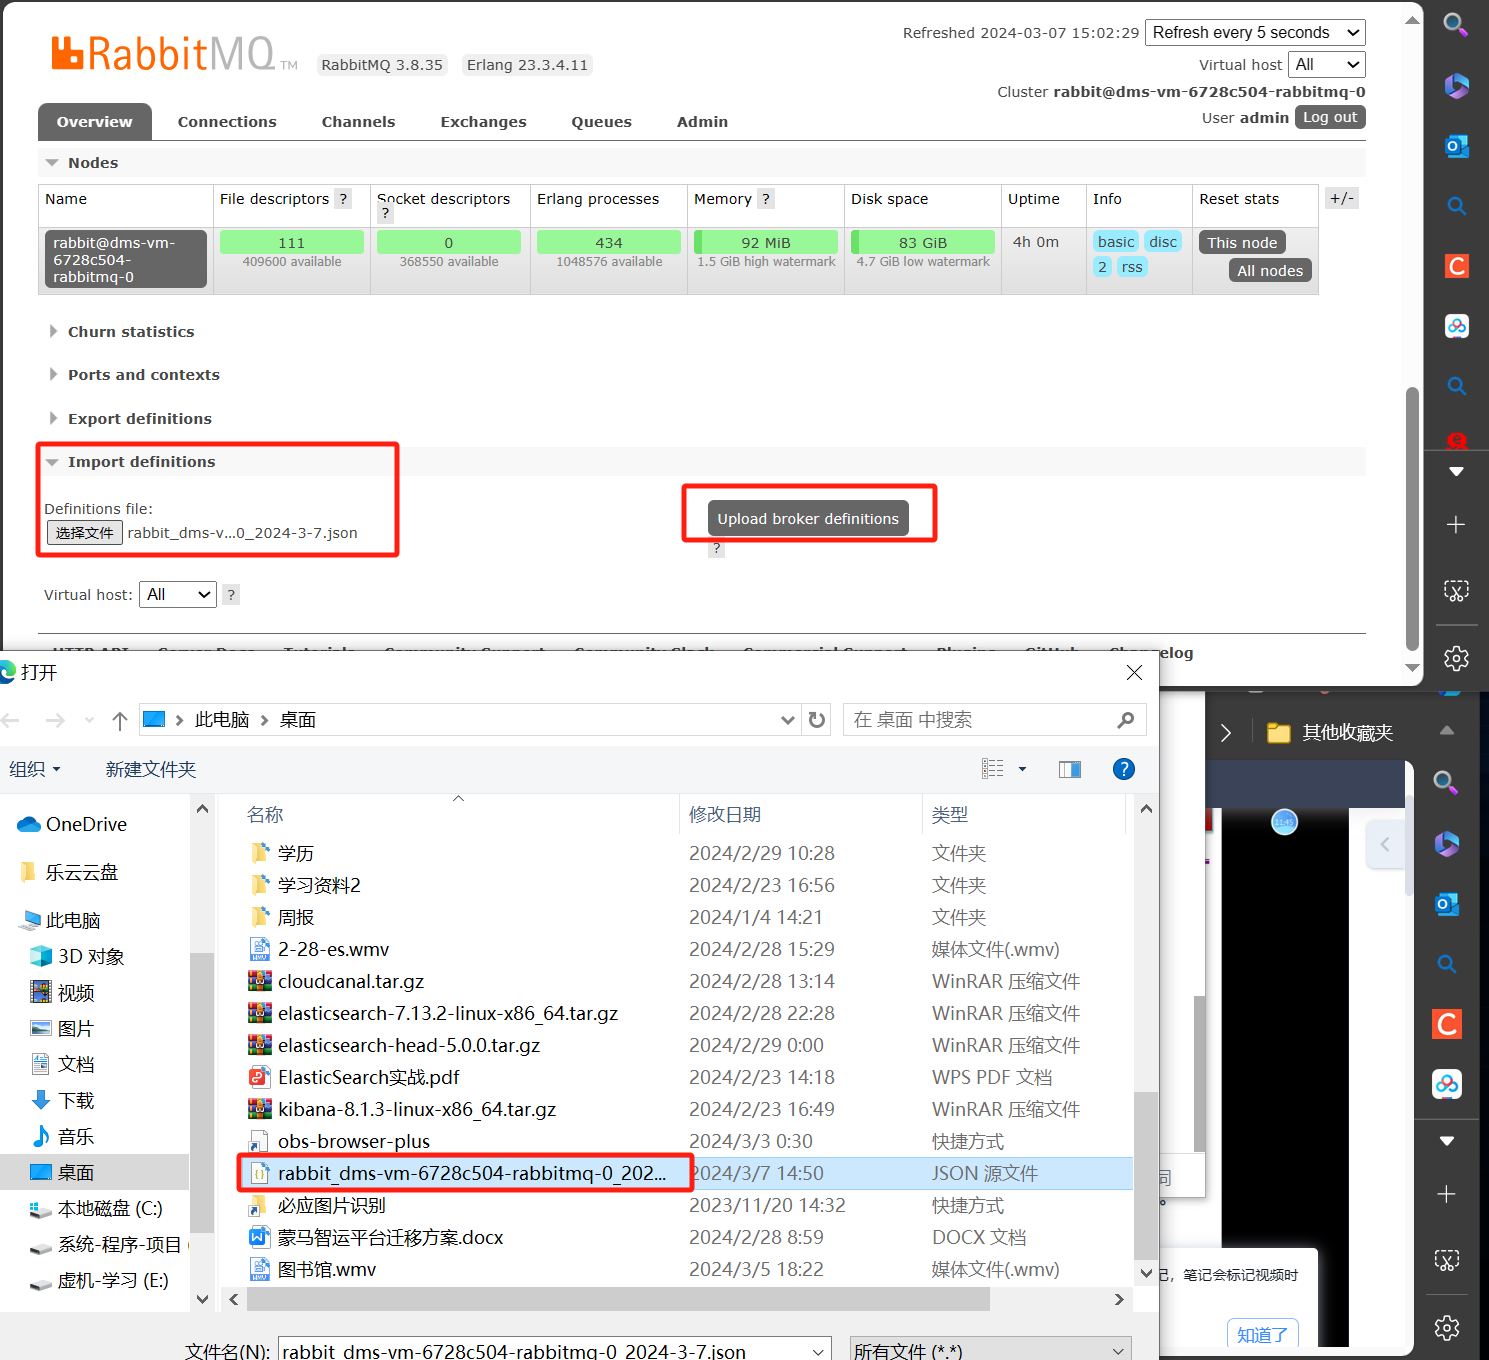 Refreshed 2024-03-07 15:02:29 Refresh every 5 seconds
RabbitMQ TM RabbitMQ 3.8.35 Erlang 23.3.4.11
Virtual host All
Cluster rabbit@dms-vm-6728c504-rabbitmq-0
User admin Log out
Overview Connections Channels Exchanges Queues Admin
Nodes
Name File descriptors ? Socket descriptors ? Erlang processes Memory ? Disk space Uptime Info Reset stats +/-
rabbit@dms-vm-
6728c504-
rabbitmq-0
111 0 434 92 MiB 83 GiB 4h 0m basic disc This node
409600 available 368550 available 1048576 available 1.5 GiB high watermark 4.7 GiB low watermark 2 rss All nodes
Churn statistics
Ports and contexts
Export definitions
Import definitions
Definitions file:
选择文件 rabbit_dms-v...0_2024-3-7.json
Upload broker definitions
?
Virtual host: All ?
HTTP API Server Docs Tutorials Community Support Community Slack Commercial Support Plugins GitHub Changelog
打开
此电脑 桌面 在 桌面 中搜索
其他收藏夹
组织 新建文件夹 ?
名称 修改日期 类型
OneDrive
乐云云盘
此电脑
3D 对象
视频
图片
文档
下载
音乐
桌面
本地磁盘 (C:)
系统-程序-项目
虚机-学习 (E:)
学历 2024/2/29 10:28 文件夹
学习资料2 2024/2/23 16:56 文件夹
周报 2024/1/4 14:21 文件夹
2-28-es.wmv 2024/2/28 15:29 媒体文件(.wmv)
cloudcanal.tar.gz 2024/2/28 13:14 WinRAR 压缩文件
elasticsearch-7.13.2-linux-x86_64.tar.gz 2024/2/28 22:28 WinRAR 压缩文件
elasticsearch-head-5.0.0.tar.gz 2024/2/29 0:00 WinRAR 压缩文件
ElasticSearch实战.pdf 2024/2/23 14:18 WPS PDF 文档
kibana-8.1.3-linux-x86_64.tar.gz 2024/2/23 16:49 WinRAR 压缩文件
obs-browser-plus 2024/3/3 0:30 快捷方式
rabbit_dms-vm-6728c504-rabbitmq-0_202... 2024/3/7 14:50 JSON 源文件
必应图片识别 2023/11/20 14:32 快捷方式
蒙马智运平台迁移方案.docx 2024/2/28 8:59 DOCX 文档
图书馆.wmv 2024/3/5 18:22 媒体文件(.wmv)
文件名(N): rabbit_dms-vm-6728c504-rabbitmq-0_2024-3-7.json 所有文件 (*.*)
11:45
，笔记会标记视频时
知道了